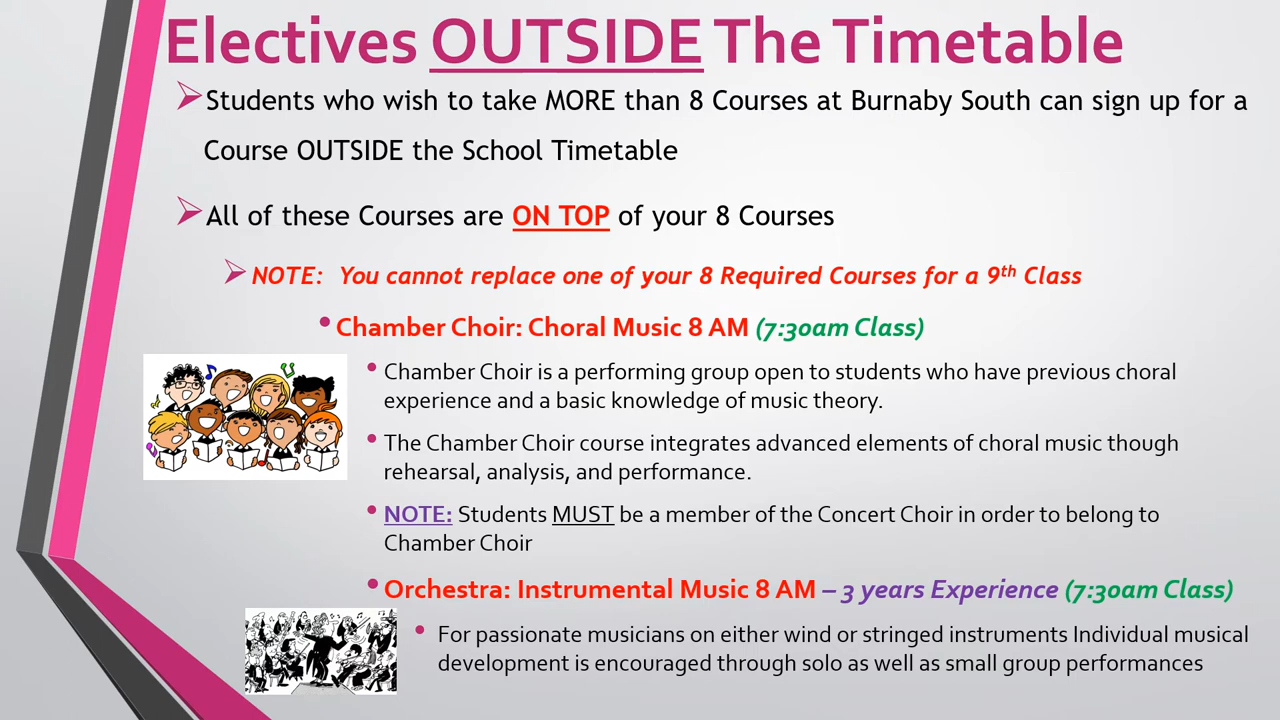 Electives OUTSIDE The Timetable
Students who wish to take MORE than 8 Courses at Burnaby South can sign up for a
Course OUTSIDE the School Timetable
All of these Courses are ON TOP of your 8 Courses
NOTE: You cannot replace one of your 8 Required Courses for a 9th Class
Chamber Choir: Choral Music 8 AM (7:30am Class)
Chamber Choir is a performing group open to students who have previous choral
experience and a basic knowledge of music theory.
The Chamber Choir course integrates advanced elements of choral music though
rehearsal, analysis, and performance.
NOTE: Students MUST be a member of the Concert Choir in order to belong to
Chamber Choir
Orchestra: Instrumental Music 8 AM – 3 years Experience (7:30am Class)
For passionate musicians on either wind or stringed instruments Individual musical
development is encouraged through solo as well as small group performances